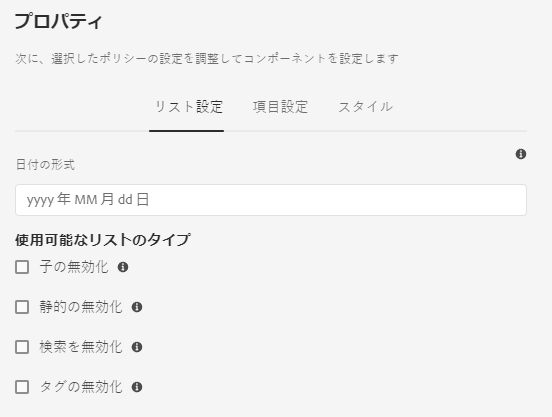 プロパティ
次に、選択したポリシーの設定を調整してコンポーネントを設定します
リスト設定 項目設定 スタイル
日付の形式
yyyy 年 MM 月 dd 日
使用可能なリストのタイプ
子の無効化
静的の無効化
検索を無効化
タグの無効化